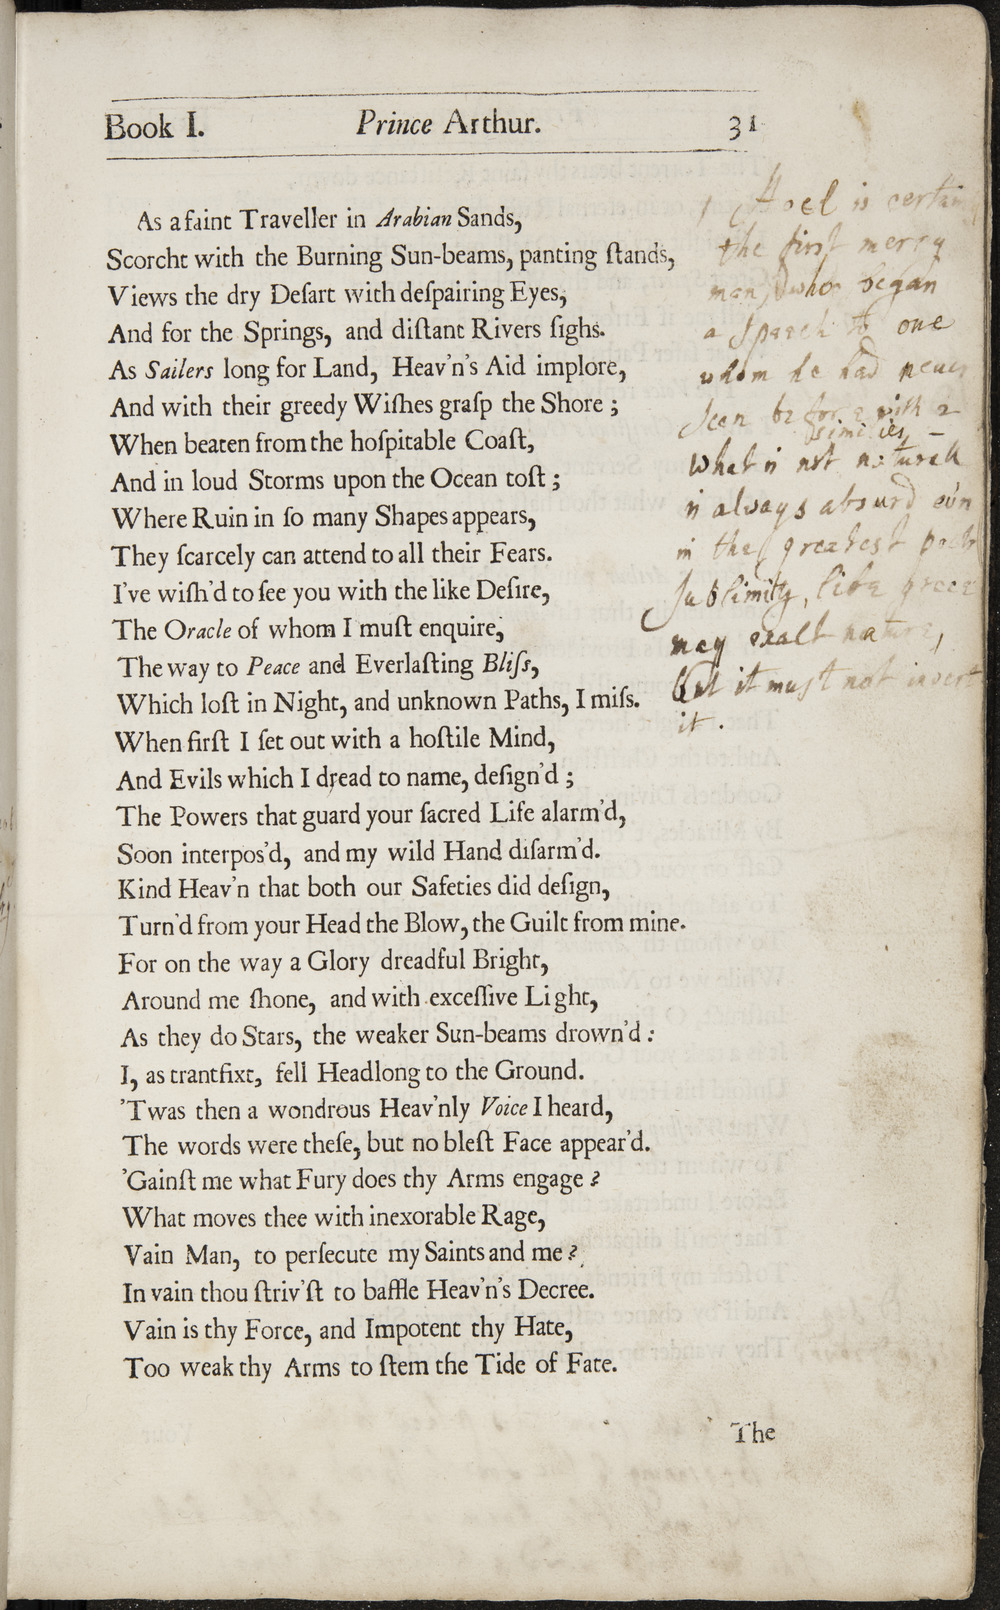 Book I. Prince Arthur. 31
As a faint Traveller in Arabian Sands,
Scorcht with the Burning Sun-beams, panting ſtands,
Views the dry Deſart with deſpairing Eyes,
And for the Springs, and diſtant Rivers ſighs.
As Sailers long for Land, Heav'n's Aid implore,
And with their greedy Wiſhes graſp the Shore ;
When beaten from the hoſpitable Coaſt,
And in loud Storms upon the Ocean toſt ;
Where Ruin in ſo many Shapes appears,
They ſcarcely can attend to all their Fears.
I've wiſh'd to ſee you with the like Deſire,
The Oracle of whom I muſt enquire,
The way to Peace and Everlaſting Bliſs,
Which loſt in Night, and unknown Paths, I miſs.
When firſt I ſet out with a hoſtile Mind,
And Evils which I dread to name, deſign'd ;
The Powers that guard your ſacred Life alarm'd,
Soon interpos'd, and my wild Hand diſarm'd.
Kind Heav'n that both our Safeties did deſign,
Turn'd from your Head the Blow, the Guilt from mine.
For on the way a Glory dreadful Bright,
Around me ſhone, and with exceſſive Light,
As they do Stars, the weaker Sun-beams drown'd :
I, as trantfixt, fell Headlong to the Ground.
'Twas then a wondrous Heav'nly Voice I heard,
The words were theſe, but no bleſt Face appear'd.
'Gainſt me what Fury does thy Arms engage ?
What moves thee with inexorable Rage,
Vain Man, to perſecute my Saints and me ?
In vain thou ſtriv'ſt to baffle Heav'n's Decree.
Vain is thy Force, and Impotent thy Hate,
Too weak thy Arms to ſtem the Tide of Fate.
The
Hoel is certainly
the first merry
man, who began
a speech to one
whom he had never
seen before with a
similies
What is not naturall
is always absurd ev'n
in the greatest poets
sublimity, like grace
may exalt nature,
but it must not invert
it.